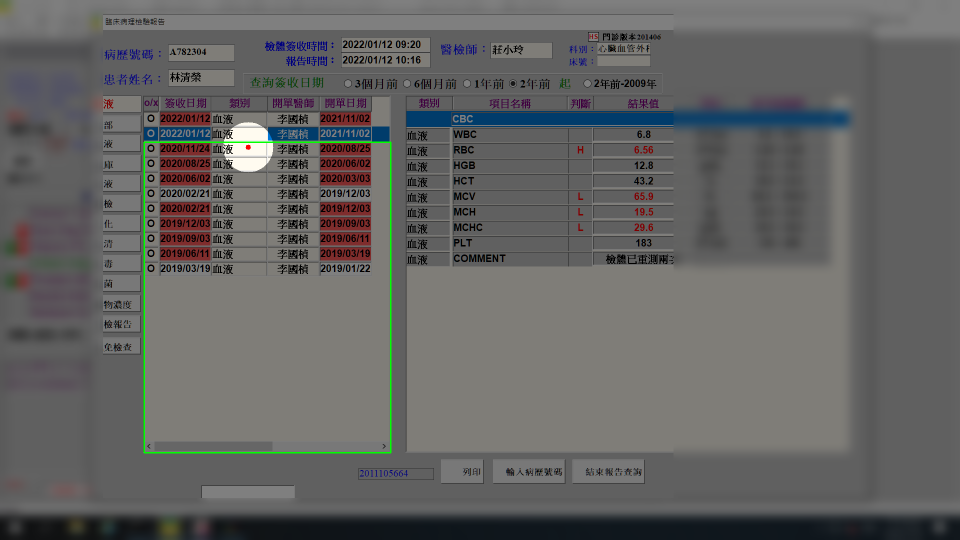 臨床病理檢驗報告
病歷號碼： A782304 檢體簽收時間： 2022/01/12 09:20 醫檢師： 莊小玲 HS 門診版本201406
報告時間： 2022/01/12 10:16 科別： 心臟血管外科
床號：
患者姓名： 林清榮 查詢簽收日期 3個月前 6個月前 1年前 2年前 起 2年前-2009年
液 o/x 簽收日期 類別 開單醫師 開單日期 類別 項目名稱 判斷 結果值
O 2022/01/12 血液 李國楨 2021/11/02 CBC
部 2022/01/12 血液 李國楨 2021/11/02 血液 WBC 6.8
液 O 2020/11/24 血液 李國楨 2020/08/25 血液 RBC H 6.56
庫 O 2020/08/25 血液 李國楨 2020/06/02 血液 HGB 12.8
液 O 2020/06/02 血液 李國楨 2020/03/03 血液 HCT 43.2
檢 O 2020/02/21 血液 李國楨 2019/12/03 血液 MCV L 65.9
O 2020/02/21 血液 李國楨 2019/12/03 血液 MCH L 19.5
化 O 2019/12/03 血液 李國楨 2019/09/03 血液 MCHC L 29.6
清 O 2019/09/03 血液 李國楨 2019/06/11 血液 PLT 183
毒 O 2019/06/11 血液 李國楨 2019/03/19 血液 COMMENT 檢體已重測兩
O 2019/03/19 血液 李國楨 2019/01/22
菌
物濃度
檢報告
免檢查
2011105664 列印 輸入病歷號碼 結束報告查詢